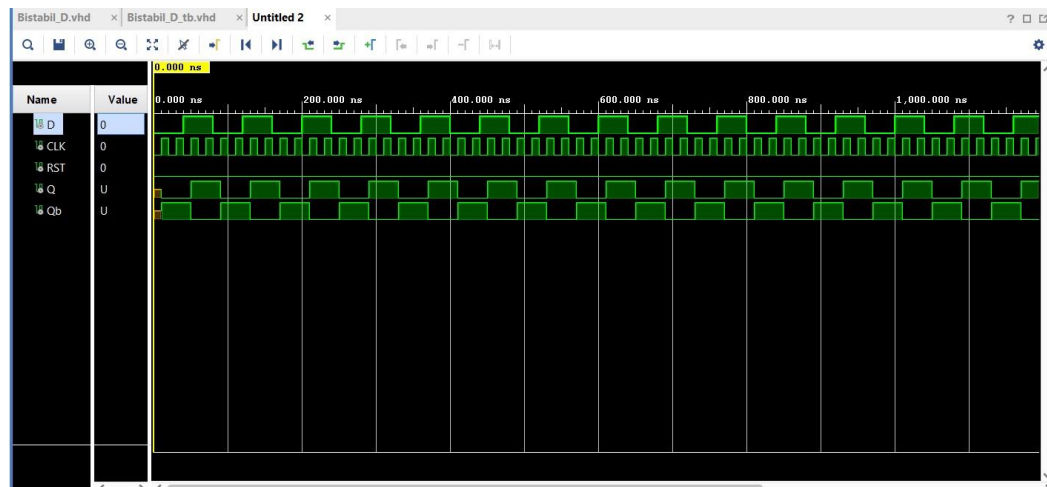 Bistabil_D.vhd × Bistabil_D_tb.vhd × Untitled 2 ×
0.000 ns
Name Value
0.000 ns 200.000 ns 400.000 ns 600.000 ns 800.000 ns 1,000.000 ns
D 0
CLK 0
RST 0
Q U
Qb U